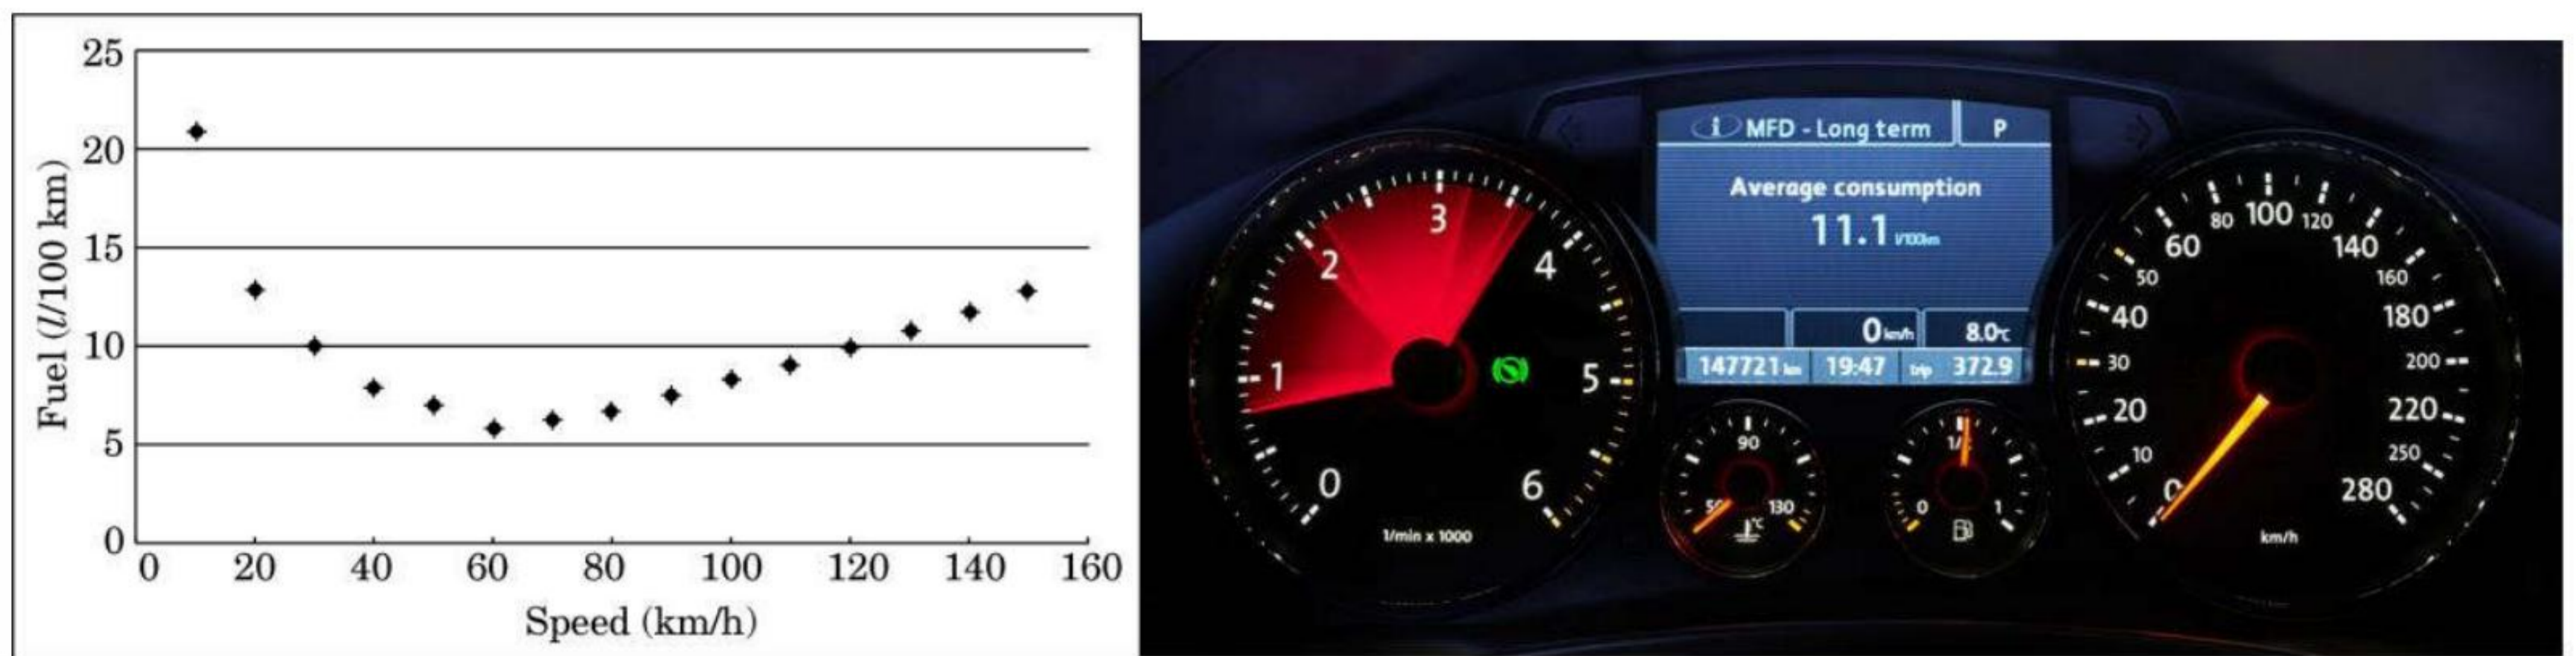 25
20
15
10
5
0
Fuel (l/100 km)
0 20 40 60 80 100 120 140 160
Speed (km/h)
0
1
2
3
4
5
6
1/min x 1000
i MFD - Long term P
Average consumption
11.1 l/100km
0 km/h 8.0°C
147721 km 19:47 trip 372.9
50 90 130
°C
0 1/2 1
0
10
20
30
40
50
60
80
100
120
140
160
180
200
220
250
280
km/h